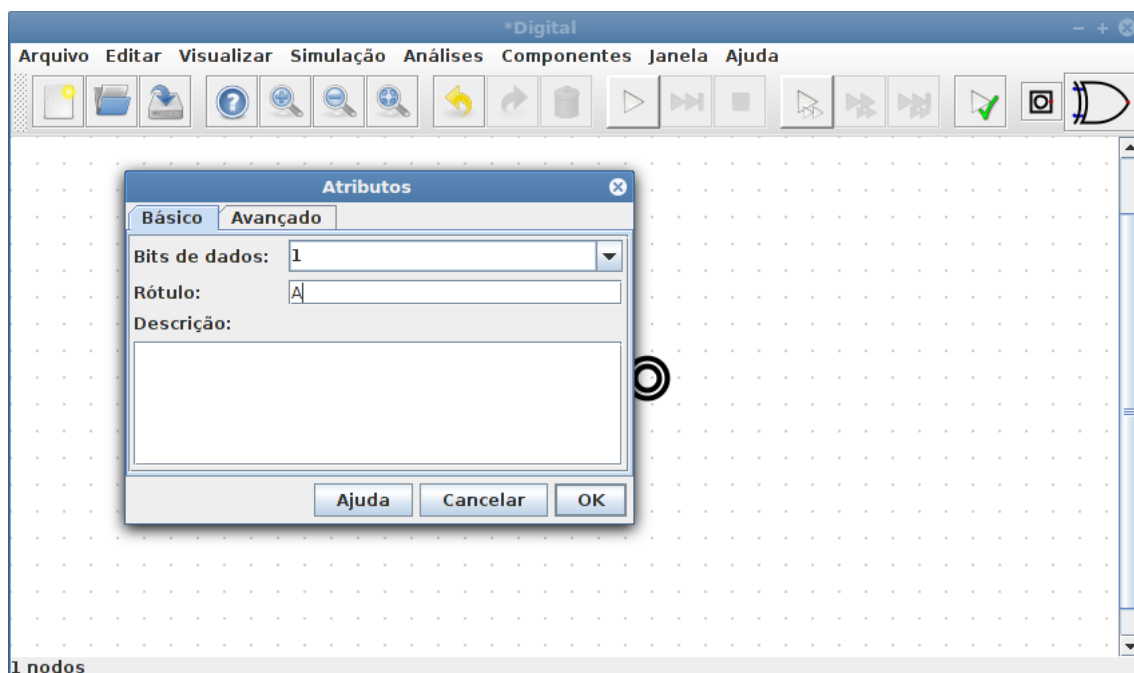 *Digital
Arquivo Editar Visualizar Simulação Análises Componentes Janela Ajuda
Atributos
Básico Avançado
Bits de dados: 1
Rótulo: A
Descrição:
Ajuda Cancelar OK
1 nodos